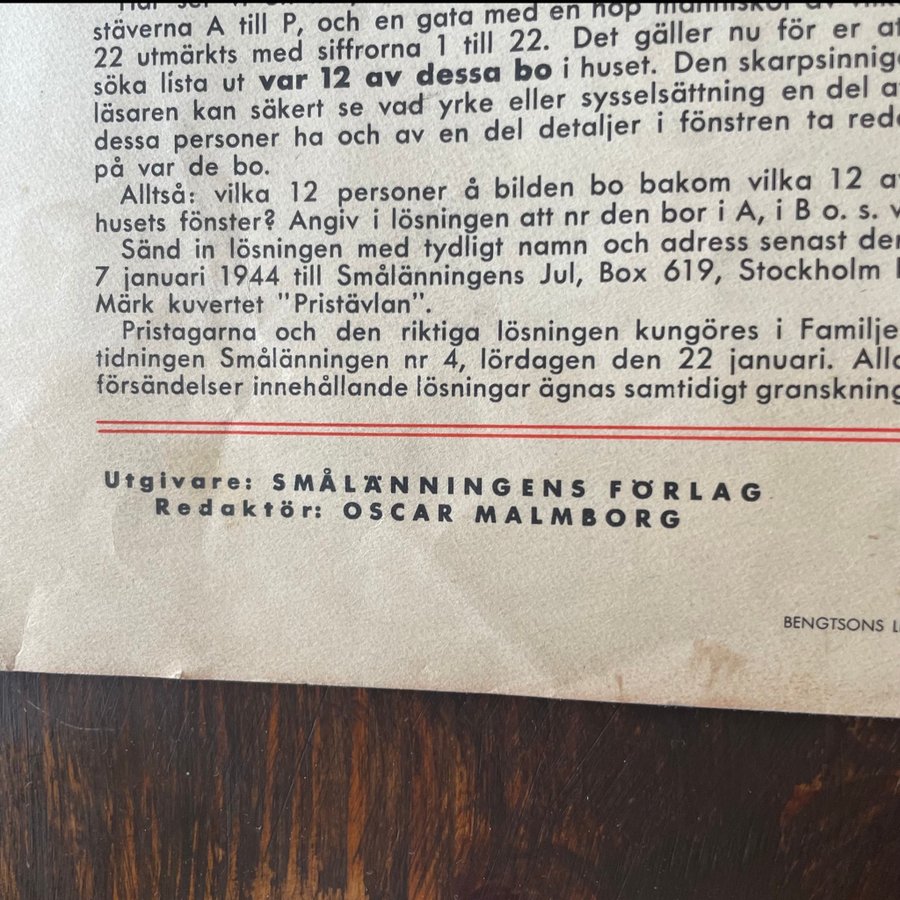 stäverna A till P, och en gata med en hop människor av
22 utmärkts med siffrorna 1 till 22. Det gäller nu för er
söka lista ut var 12 av dessa bo i huset. Den
läsaren kan säkert se vad yrke eller sysselsättning en del
dessa personer ha och av en del detaljer i fönstren ta
på var de bo.
Alltså: vilka 12 personer å bilden bo bakom vilka 12
husets fönster? Angiv i lösningen att nr den bor i A, i B o. s.
Sänd in lösningen med tydligt namn och adress senast
7 januari 1944 till Smålänningens Jul, Box 619, Stockholm
Märk kuvertet "Pristävlan".
Pristagarna och den riktiga lösningen kungöres i Familje-
tidningen Smålänningen nr 4, lördagen den 22 januari.
försändelser innehållande lösningar ägnas samtidigt granskning
Utgivare: SMÅLÄNNINGENS FÖRLAG
Redaktör: OSCAR MALMBORG
BENGTSONS